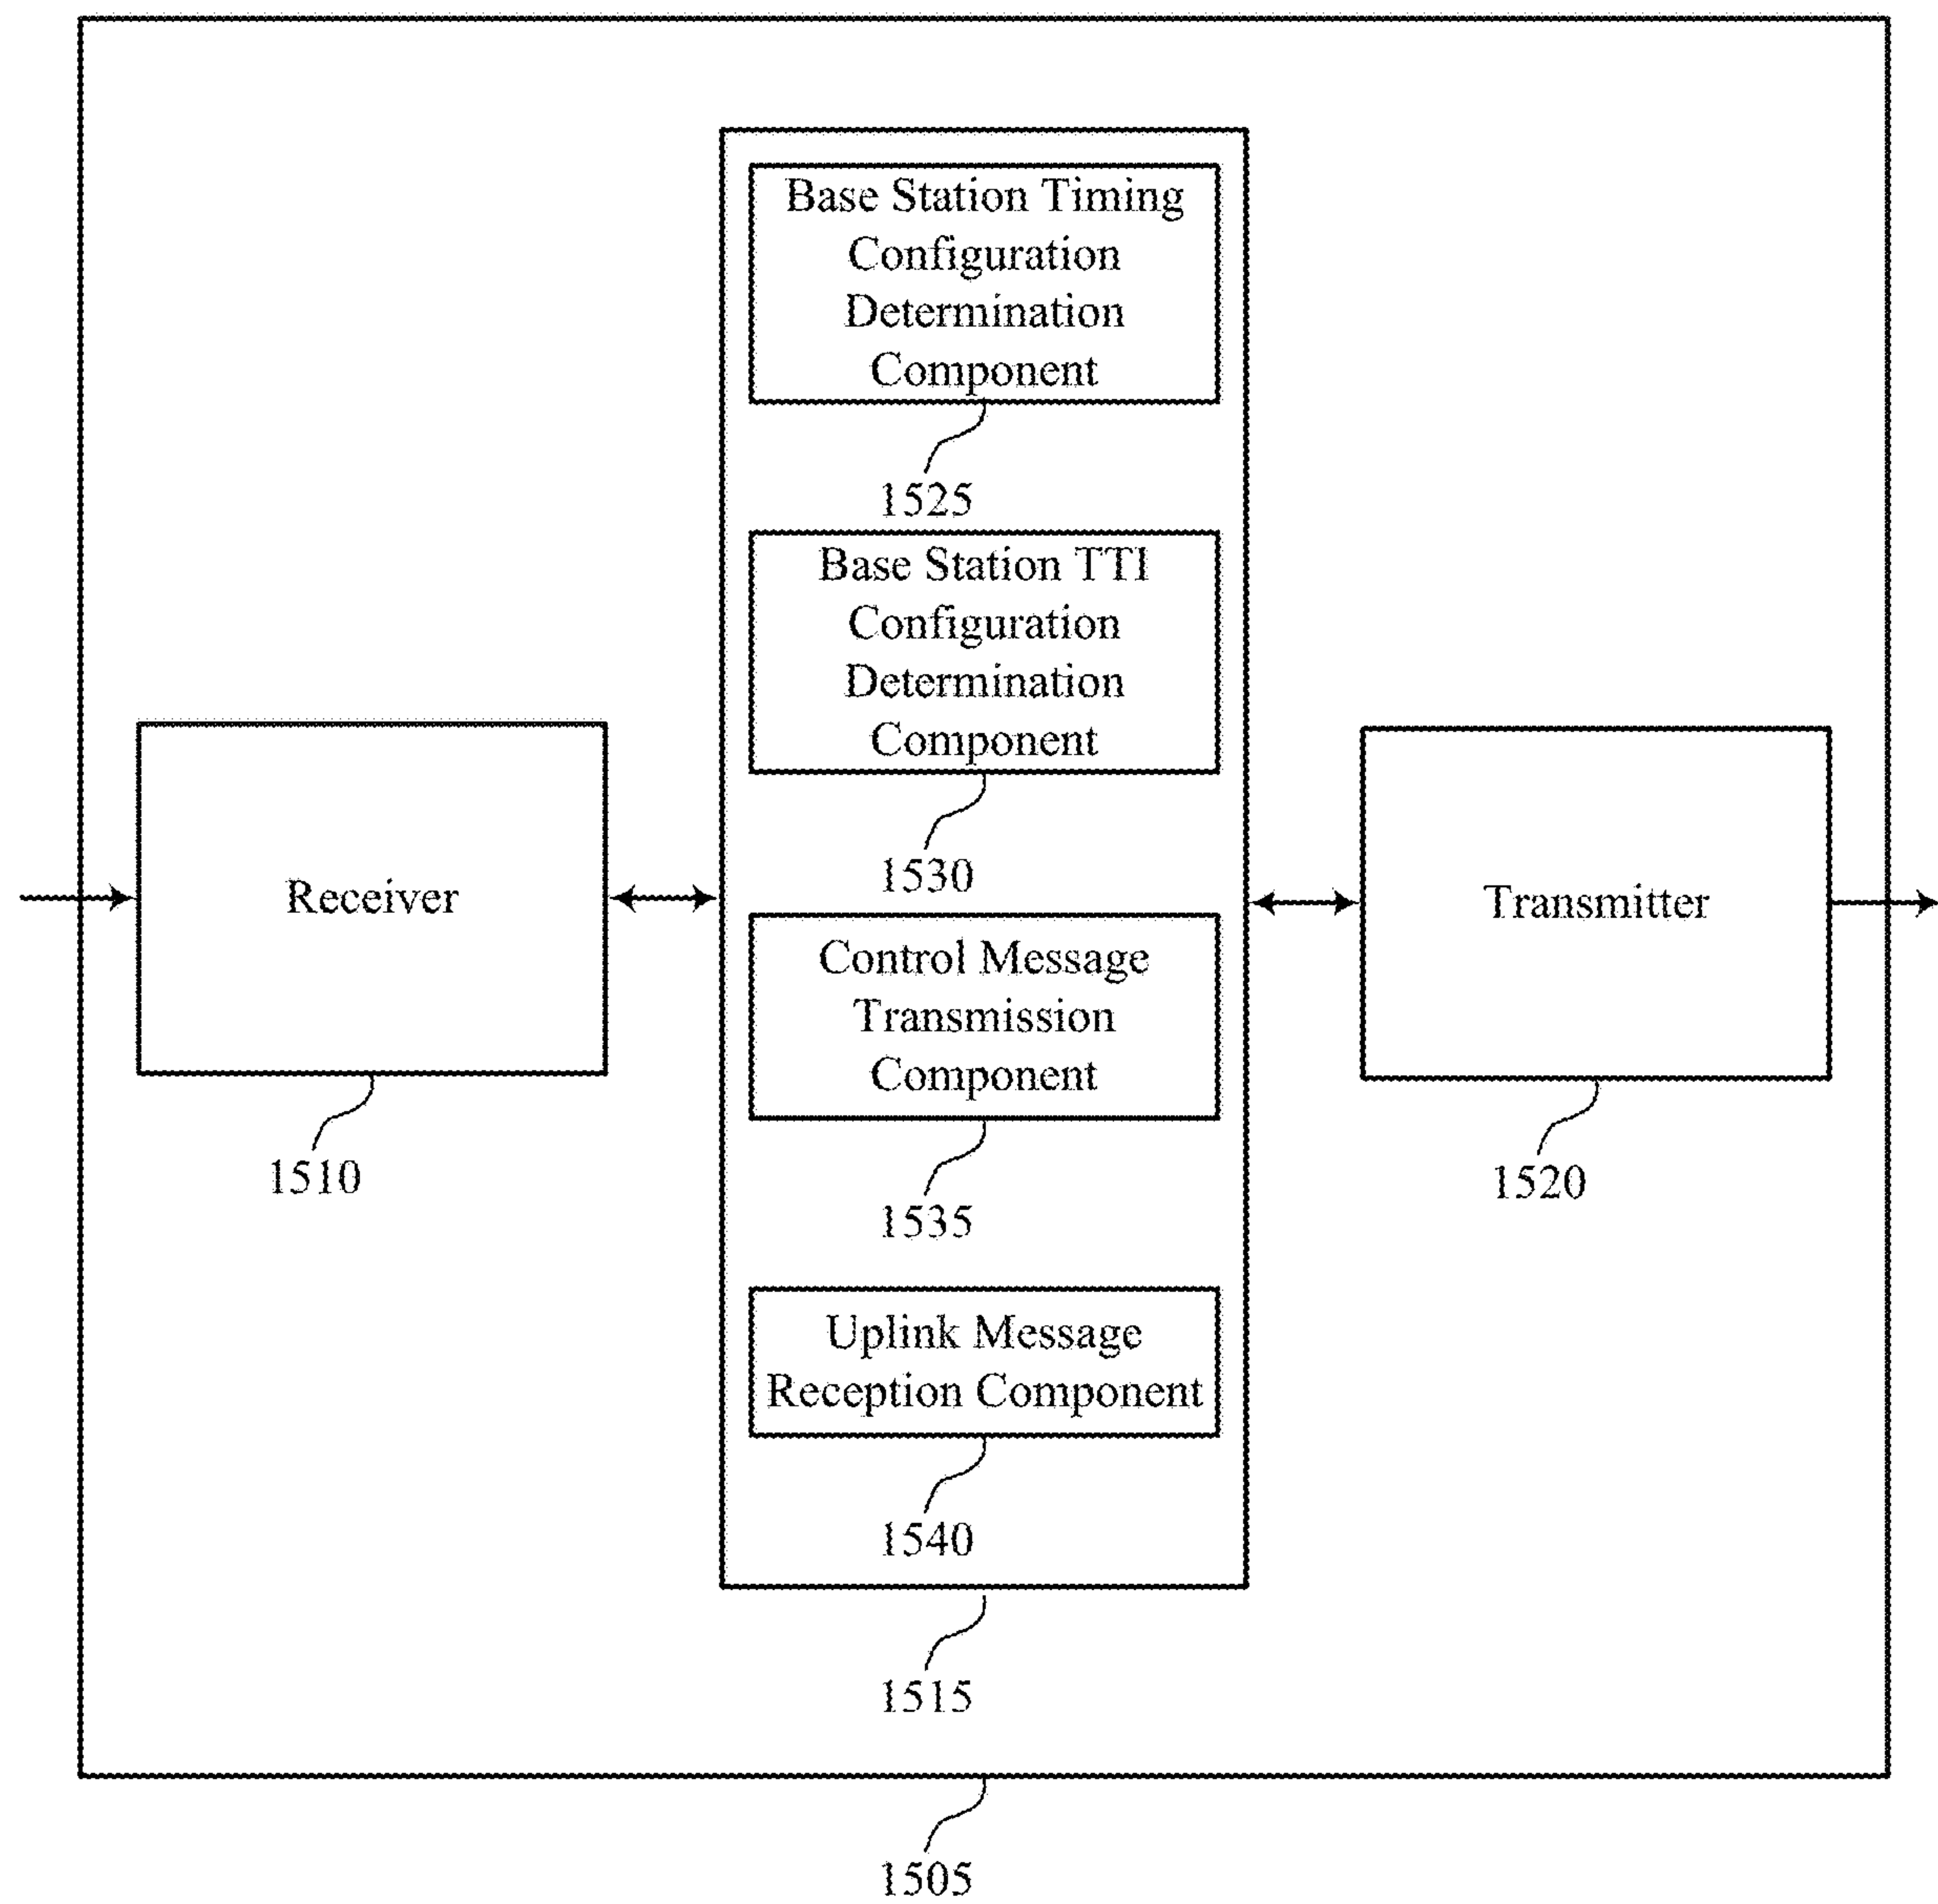 Base Station Timing
Configuration
Determination
Component
1525
Base Station TTI
Configuration
Determination
Component
1530
Receiver
1510
Control Message
Transmission
Component
1535
Transmitter
1520
Uplink Message
Reception Component
1540
1515
1505